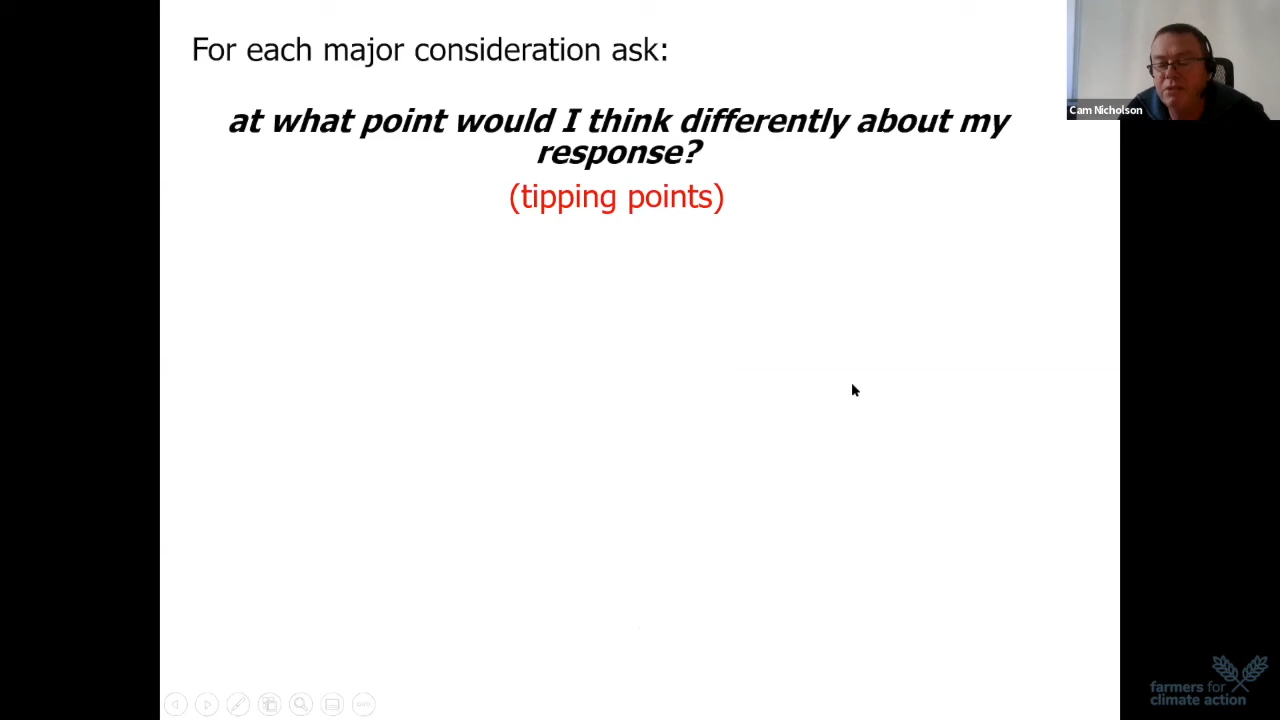 For each major consideration ask:
at what point would I think differently about my
response?
(tipping points)
Cam Nicholson
farmers for
climate action